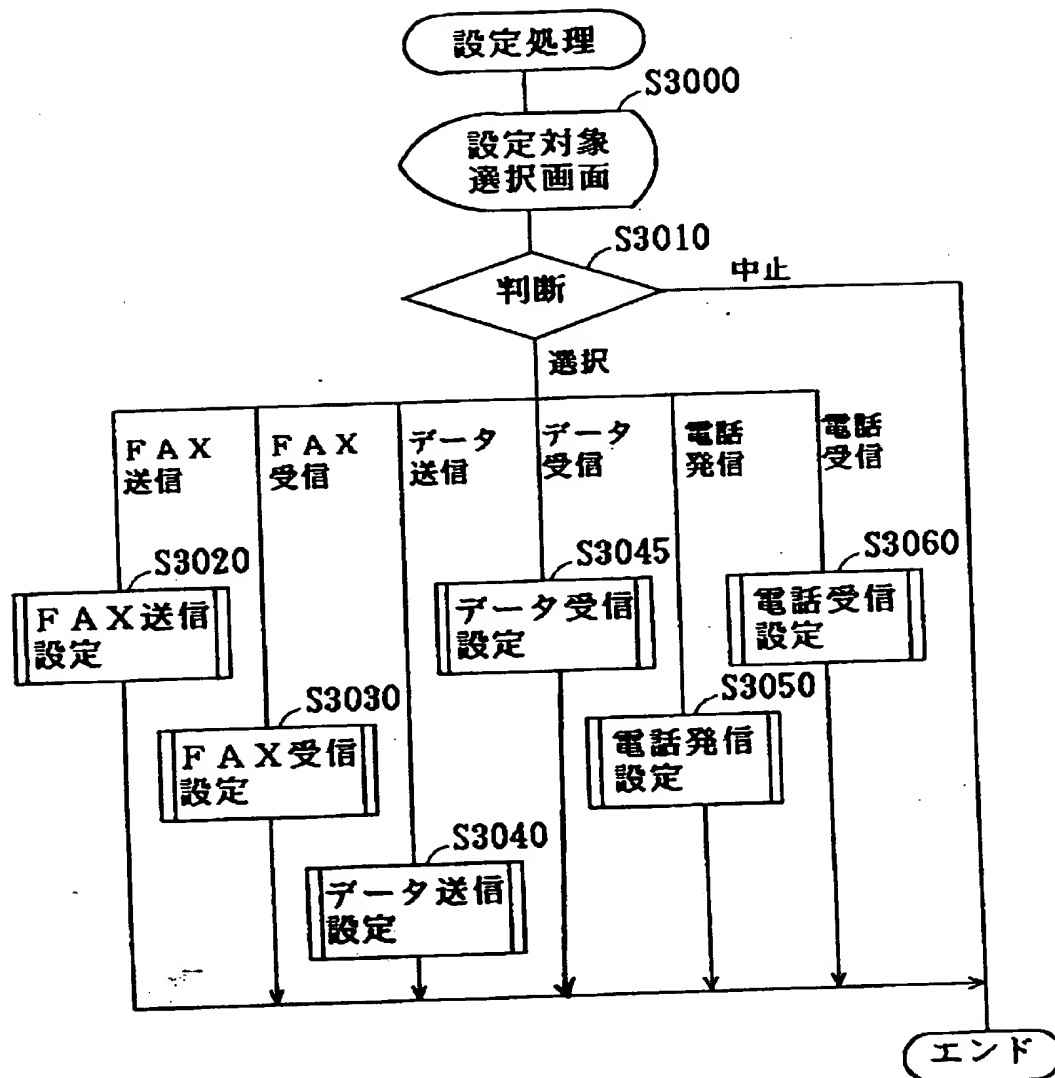 設定処理
S3000
設定対象
選択画面
S3010
判断
中止
選択
ＦＡＸ
送信
ＦＡＸ
受信
データ
送信
データ
受信
電話
発信
電話
受信
S3020
ＦＡＸ送信
設定
S3045
データ受信
設定
S3060
電話受信
設定
S3030
ＦＡＸ受信
設定
S3050
電話発信
設定
S3040
データ送信
設定
エンド